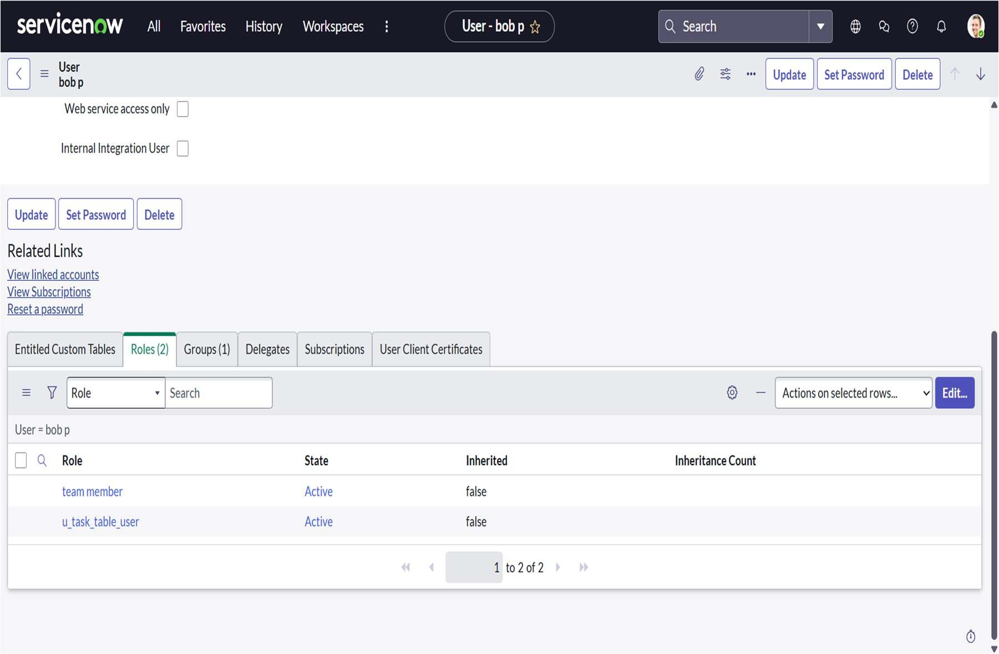 servicenow All Favorites History Workspaces User - bob p Search
User
bob p
Update Set Password Delete
Web service access only
Internal Integration User
Update Set Password Delete
Related Links
View linked accounts
View Subscriptions
Reset a password
Entitled Custom Tables Roles (2) Groups (1) Delegates Subscriptions User Client Certificates
Role Search Actions on selected rows... Edit...
User = bob p
Role State Inherited Inheritance Count
team member Active false
u_task_table_user Active false
1 to 2 of 2